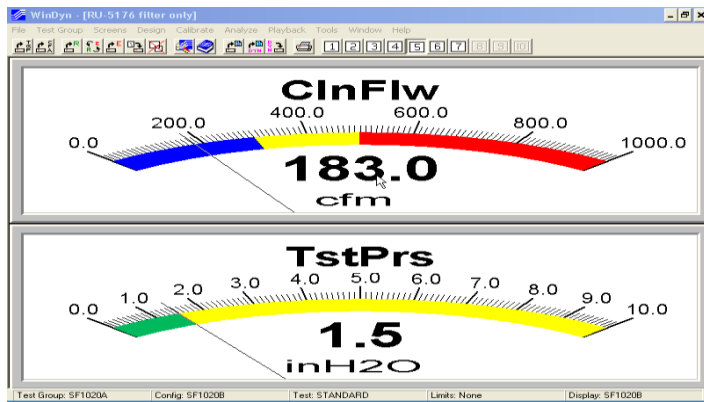 WinDyn - [RU-5176 filter only]
File Test Group Screens Design Calibrate Analyze Playback Tools Window Help
1 2 3 4 5 6 7 8 9 10
ClnFlw
0.0 200.0 400.0 600.0 800.0 1000.0
183.0
cfm
TstPrs
0.0 1.0 2.0 3.0 4.0 5.0 6.0 7.0 8.0 9.0 10.0
1.5
inH2O
Test Group: SF1020A Config: SF1020B Test: STANDARD Limits: None Display: SF1020B